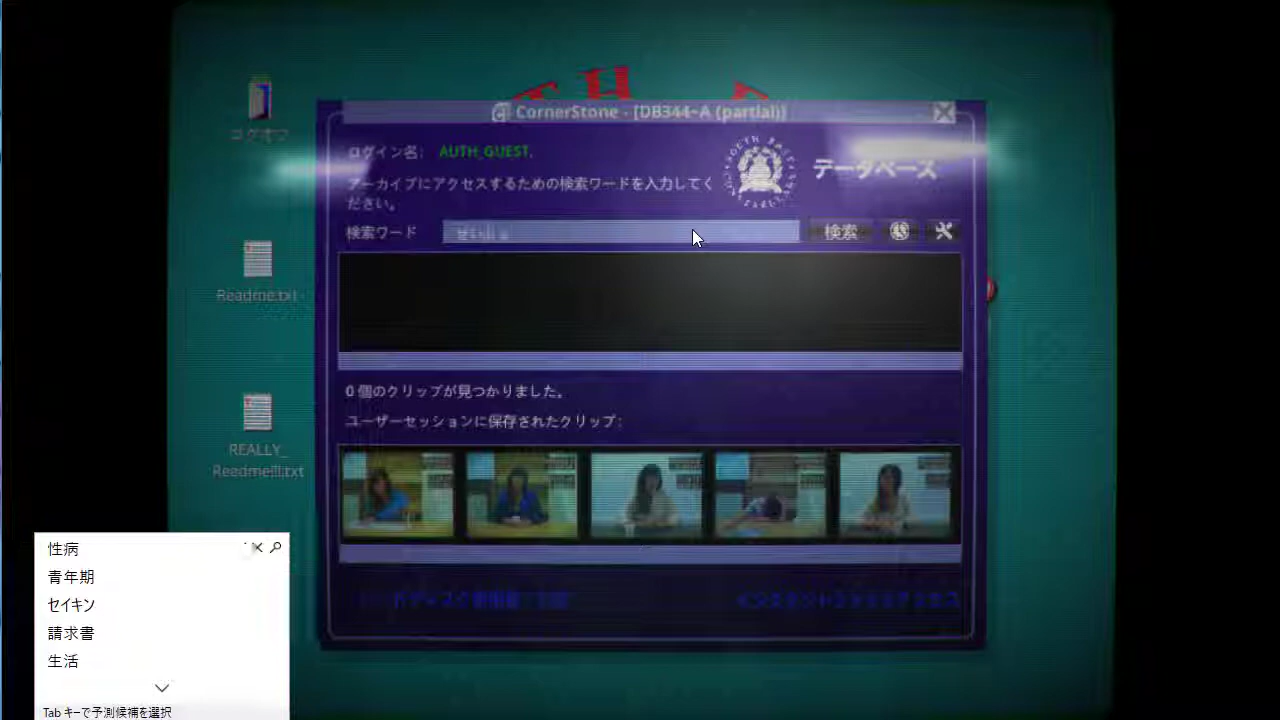 TH
CornerStone - [DB344-A (partial)]
ログオフ
ログイン名: AUTH_GUEST.
データベース
アーカイブにアクセスするための検索ワードを入力してく
ださい。
検索ワード
検索
Readme.txt
0 個のクリップが見つかりました。
ユーザーセッションに保存されたクリップ:
REALLY_
Readme!!!.txt
性病
青年期
セイキン
請求書
生活
Tab キーで予測候補を選択